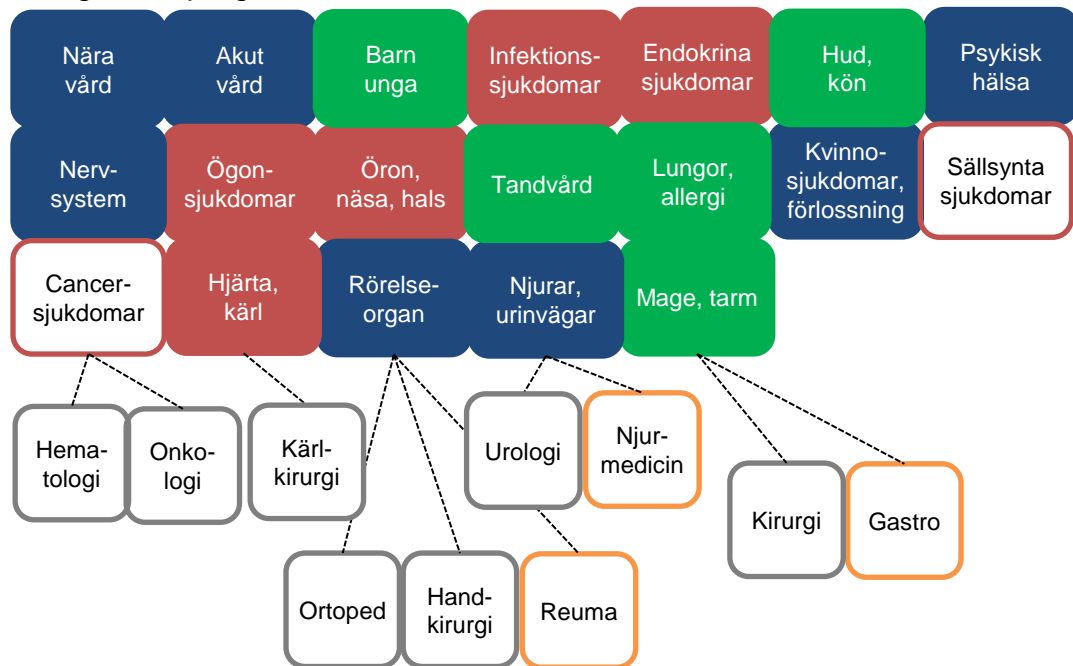 Nära
vård
Akut
vård
Barn
unga
Infektions-
sjukdomar
Endokrina
sjukdomar
Hud,
kön
Psykisk
hälsa
Nerv-
system
Ögon-
sjukdomar
Öron,
näsa, hals
Tandvård
Lungor,
allergi
Kvinno-
sjukdomar,
förlossning
Sällsynta
sjukdomar
Cancer-
sjukdomar
Hjärta,
kärl
Rörelse-
organ
Njurar,
urinvägar
Mage, tarm
Hema-
tologi
Onko-
logi
Kärl-
kirurgi
Urologi
Njur-
medicin
Kirurgi
Gastro
Ortoped
Hand-
kirurgi
Reuma